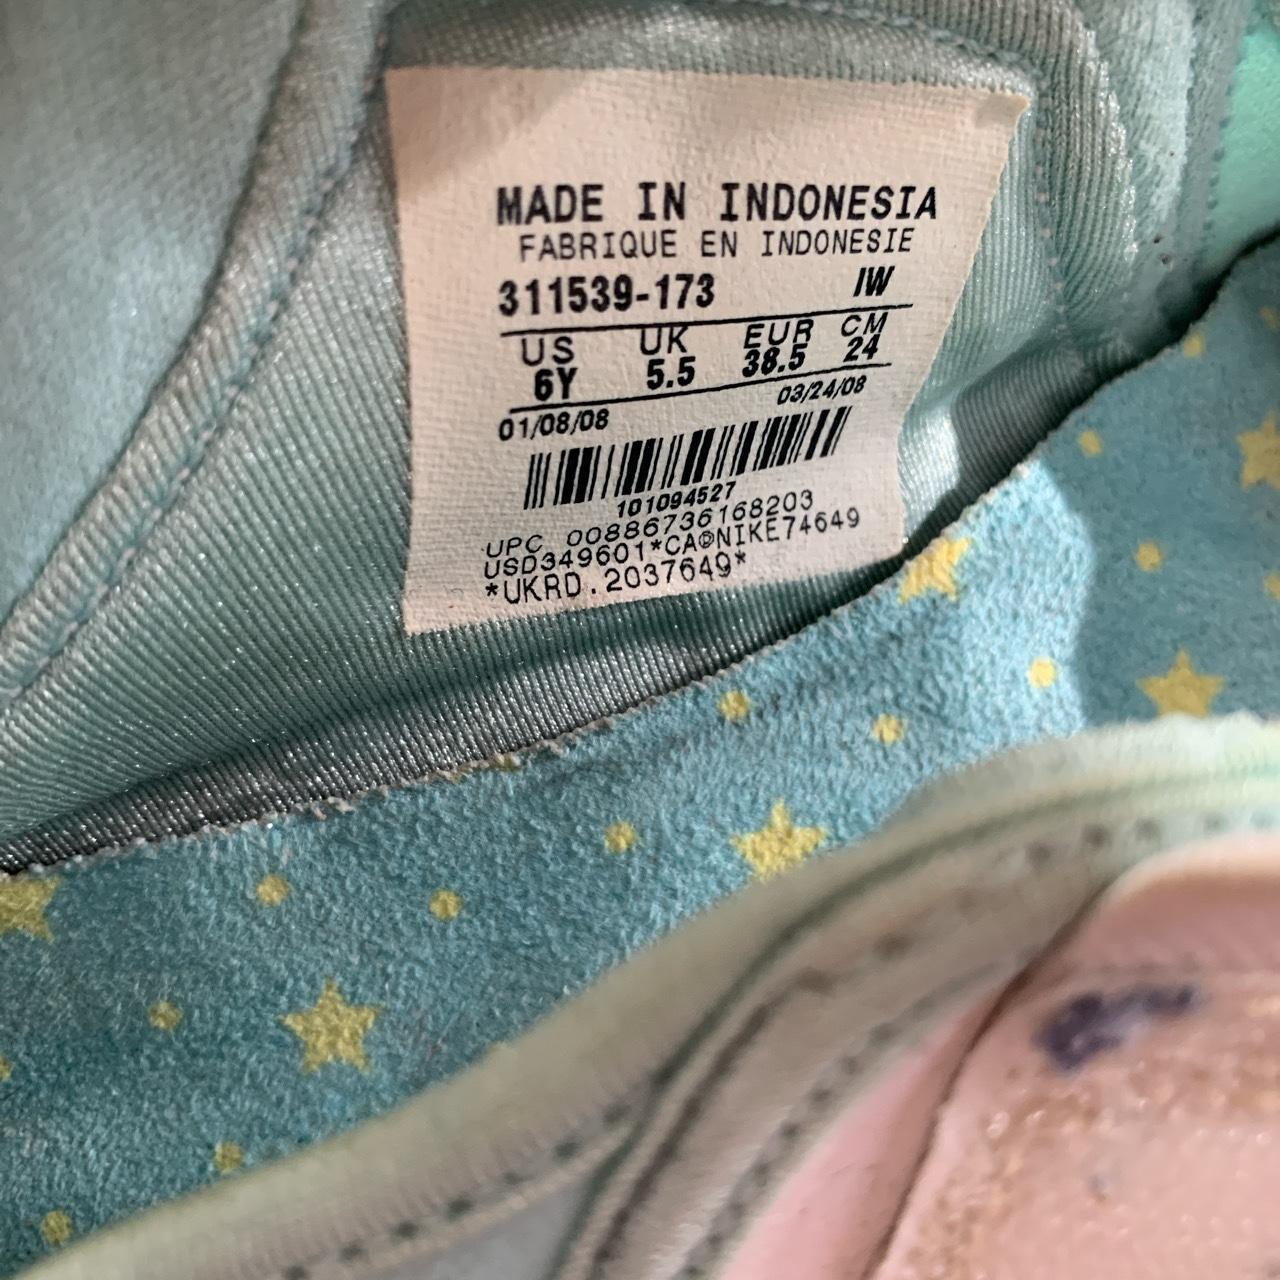 MADE IN INDONESIA
FABRIQUE EN INDONESIE
311539-173 IW
US UK EUR CM
6Y 5.5 38.5 24
01/08/08 03/24/08
101094527
UPC 00886736168203
USD349601*CA®NIKE74649
*UKRD.2037649*